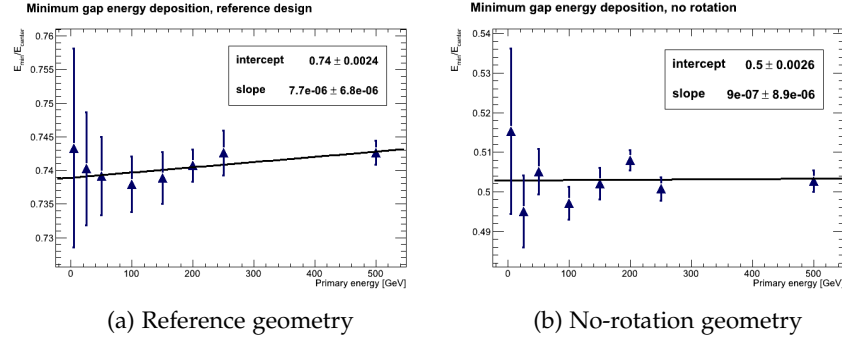 Minimum gap energy deposition, reference design
E_min/E_center
0.76
0.755
0.75
0.745
0.74
0.735
0.73
intercept 0.74 ± 0.0024
slope 7.7e-06 ± 6.8e-06
0 100 200 300 400 500
Primary energy [GeV]
(a) Reference geometry
Minimum gap energy deposition, no rotation
E_min/E_center
0.54
0.53
0.52
0.51
0.5
0.49
intercept 0.5 ± 0.0026
slope 9e-07 ± 8.9e-06
0 100 200 300 400 500
Primary energy [GeV]
(b) No-rotation geometry